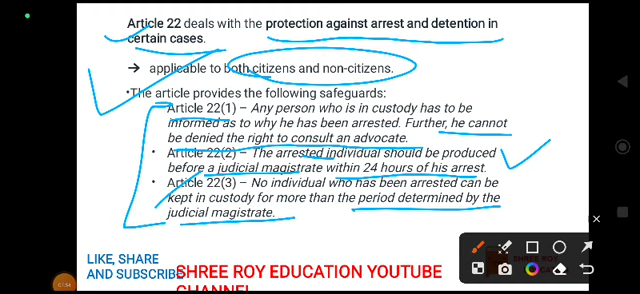 Article 22 deals with the protection against arrest and detention in
certain cases.
→ applicable to both citizens and non-citizens.
•The article provides the following safeguards:
Article 22(1) – Any person who is in custody has to be
informed as to why he has been arrested. Further, he cannot
be denied the right to consult an advocate.
• Article 22(2) – The arrested individual should be produced
before a judicial magistrate within 24 hours of his arrest.
• Article 22(3) – No individual who has been arrested can be
kept in custody for more than the period determined by the
judicial magistrate.
LIKE, SHARE
AND SUBSCRIBE
SHREE ROY EDUCATION YOUTUBE
CHANNEL
SHREE ROY